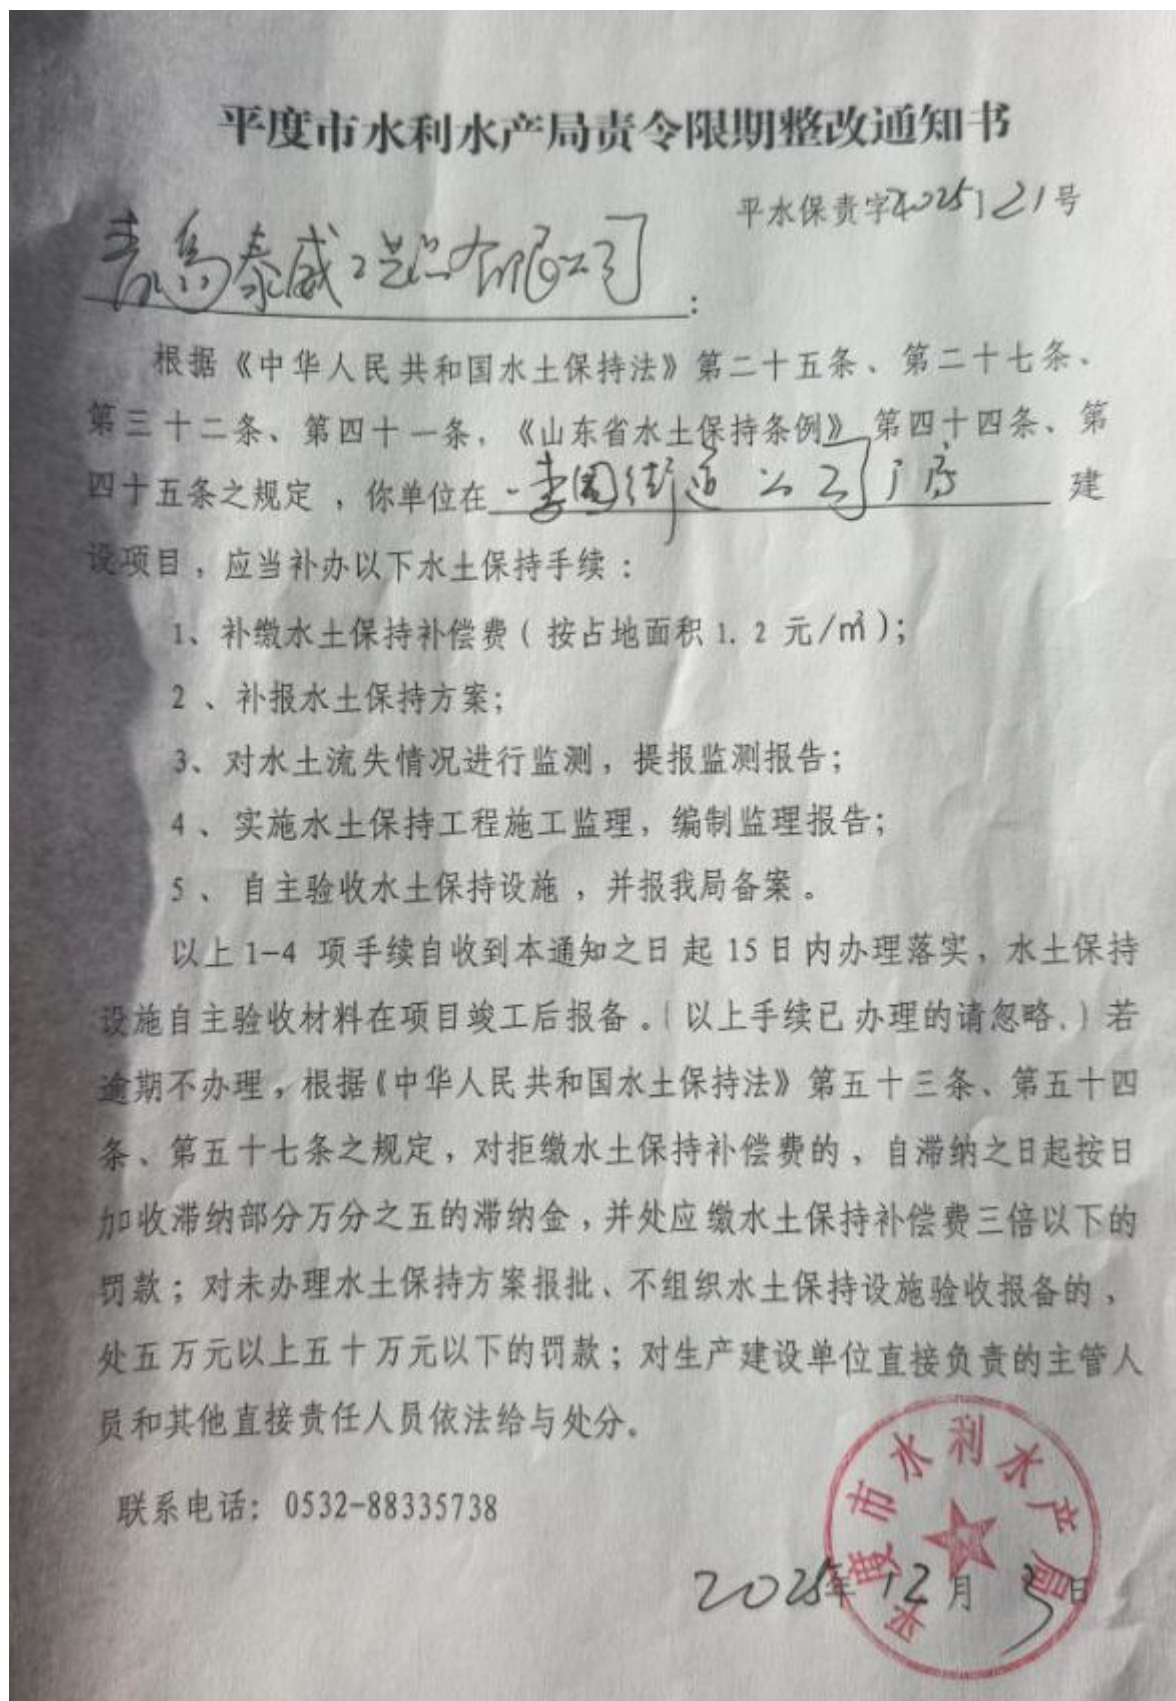 平度市水利水产局责令限期整改通知书
平水保责字〔2025〕21号
青岛泰威工艺品有限公司：
根据《中华人民共和国水土保持法》第二十五条、第二十七条、
第三十二条、第四十一条，《山东省水土保持条例》第四十四条、第
四十五条之规定，你单位在李园街道 公司厂房 建
设项目，应当补办以下水土保持手续：
1、补缴水土保持补偿费（按占地面积1.2元/㎡）；
2、补报水土保持方案；
3、对水土流失情况进行监测，提报监测报告；
4、实施水土保持工程施工监理，编制监理报告；
5、自主验收水土保持设施，并报我局备案。
以上1-4 项手续自收到本通知之日起15日内办理落实，水土保持
设施自主验收材料在项目竣工后报备。（以上手续已办理的请忽略。）若
逾期不办理，根据《中华人民共和国水土保持法》第五十三条、第五十四
条、第五十七条之规定，对拒缴水土保持补偿费的，自滞纳之日起按日
加收滞纳部分万分之五的滞纳金，并处应缴水土保持补偿费三倍以下的
罚款；对未办理水土保持方案报批、不组织水土保持设施验收报备的，
处五万元以上五十万元以下的罚款；对生产建设单位直接负责的主管人
员和其他直接责任人员依法给与处分。
联系电话：0532-88335738
平度市水利水产局
2025年12月3日